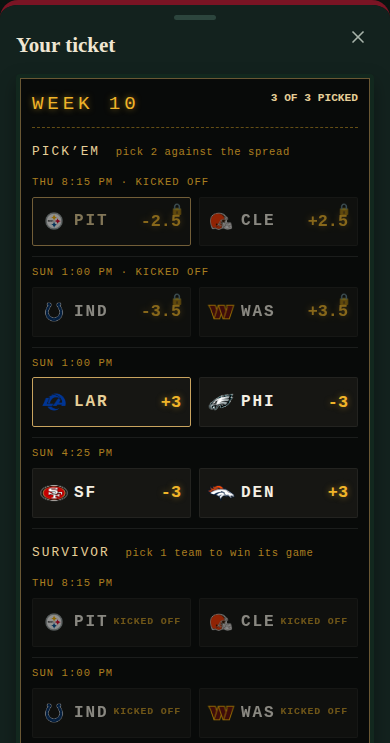 Your ticket
WEEK 10
3 OF 3 PICKED
PICK'EM pick 2 against the spread
THU 8:15 PM · KICKED OFF
PIT -2.5 CLE +2.5
SUN 1:00 PM · KICKED OFF
IND -3.5 WAS +3.5
SUN 1:00 PM
LAR +3 PHI -3
SUN 4:25 PM
SF -3 DEN +3
SURVIVOR pick 1 team to win its game
THU 8:15 PM
PIT KICKED OFF CLE KICKED OFF
SUN 1:00 PM
IND KICKED OFF WAS KICKED OFF